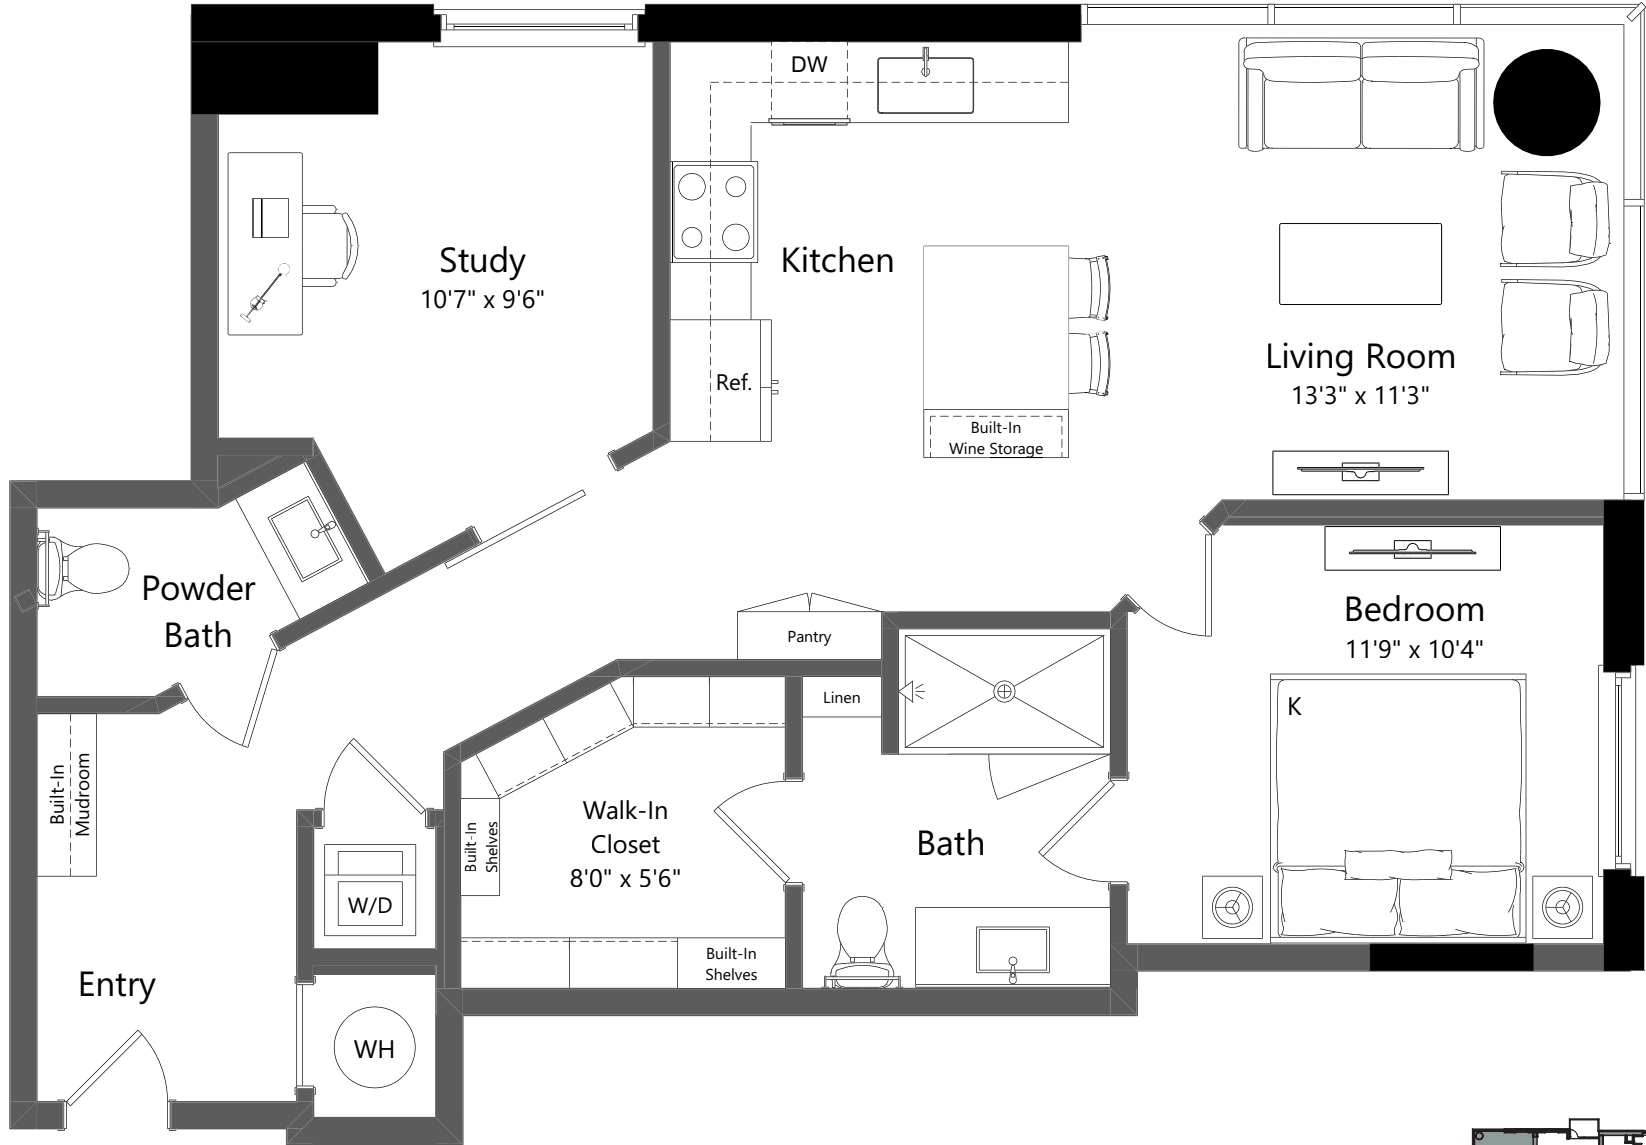 DW
Study
10'7" x 9'6"
Kitchen
Living Room
13'3" x 11'3"
Ref.
Built-In
Wine Storage
Powder
Bath
Pantry
Bedroom
11'9" x 10'4"
Linen
K
Built-In
Mudroom
Walk-In
Closet
8'0" x 5'6"
Built-In
Shelves
Bath
W/D
Built-In
Shelves
Entry
WH